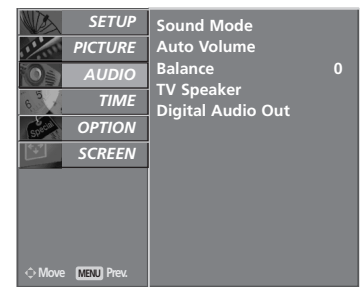 SETUP
PICTURE
AUDIO
TIME
OPTION
SCREEN
Sound Mode
Auto Volume
Balance 0
TV Speaker
Digital Audio Out
Special
Move MENU Prev.